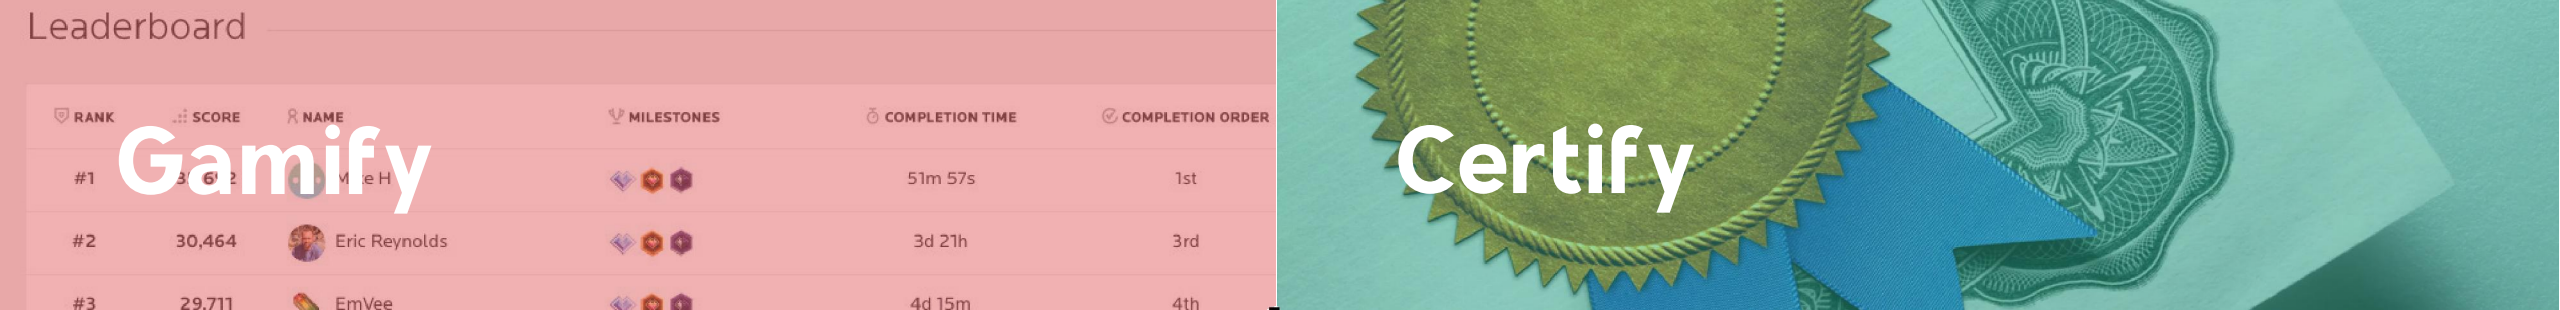 Leaderboard
RANK SCORE NAME MILESTONES COMPLETION TIME COMPLETION ORDER
Gamify
#1 51m 57s 1st
#2 30,464 Eric Reynolds 3d 21h 3rd
#3 29,711 EmVee 4d 15m 4th
Certify